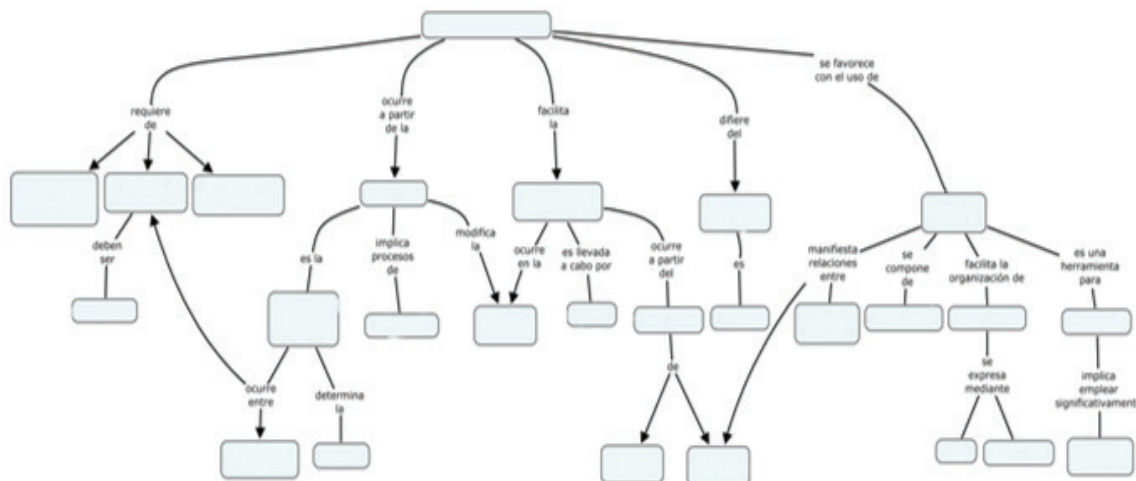 se favorece
con el uso de
requiere
de
ocurre
a partir
de la
facilita
la
difiere
del
deben
ser
es la
implica
procesos
de
modifica
la
ocurre
en la
es llevada
a cabo por
ocurre
a partir
del
es
manifiesta
relaciones
entre
se
compone
de
facilita la
organización de
es una
herramienta
para
ocurre
entre
determina
la
de
se
expresa
mediante
implica
emplear
significativament